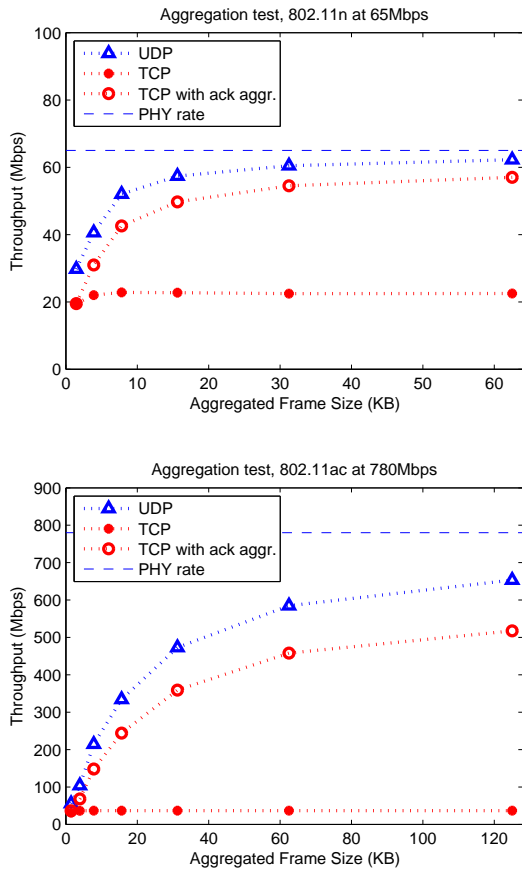 Aggregation test, 802.11n at 65Mbps
100
80
60
40
20
0
Throughput (Mbps)
UDP
TCP
TCP with ack aggr.
PHY rate
0 10 20 30 40 50 60
Aggregated Frame Size (KB)
Aggregation test, 802.11ac at 780Mbps
900
800
700
600
500
400
300
200
100
0
Throughput (Mbps)
UDP
TCP
TCP with ack aggr.
PHY rate
0 20 40 60 80 100 120
Aggregated Frame Size (KB)